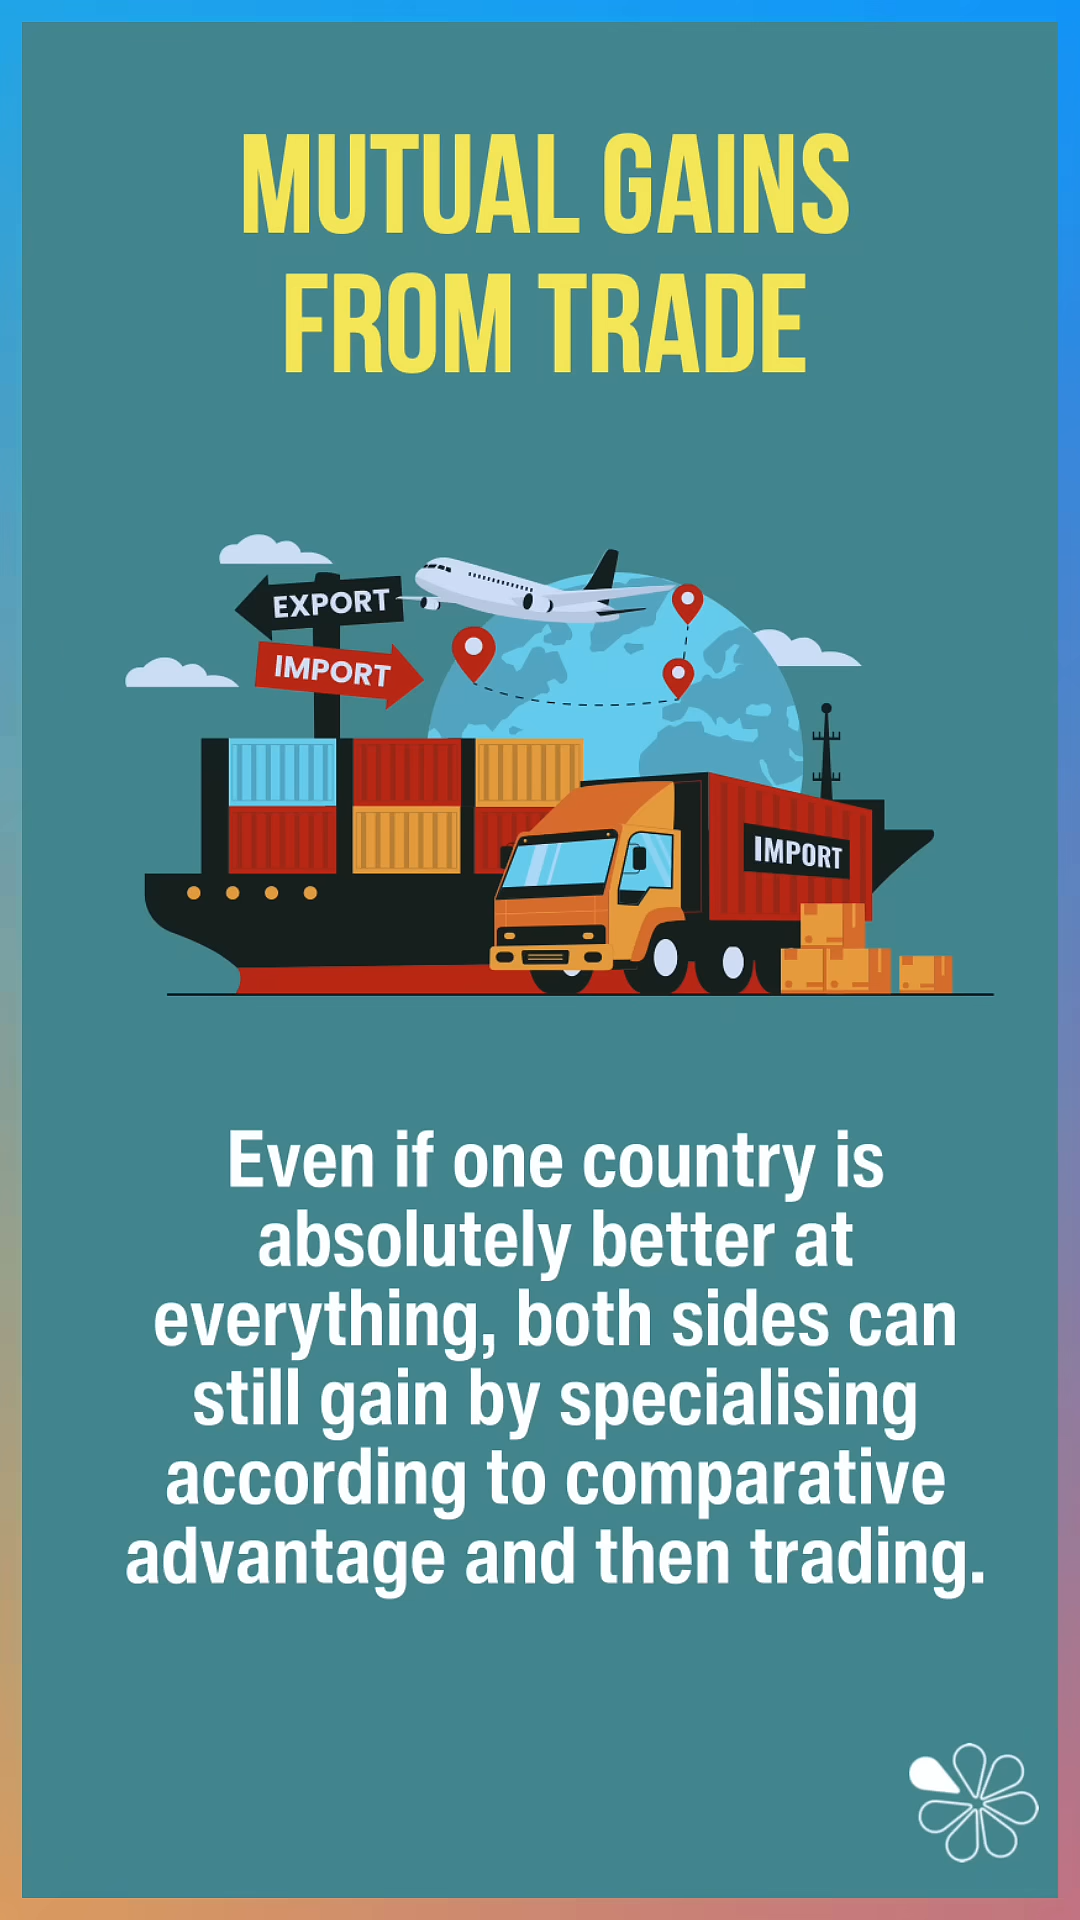 MUTUAL GAINS
FROM TRADE
EXPORT
IMPORT
IMPORT
Even if one country is
absolutely better at
everything, both sides can
still gain by specialising
according to comparative
advantage and then trading.